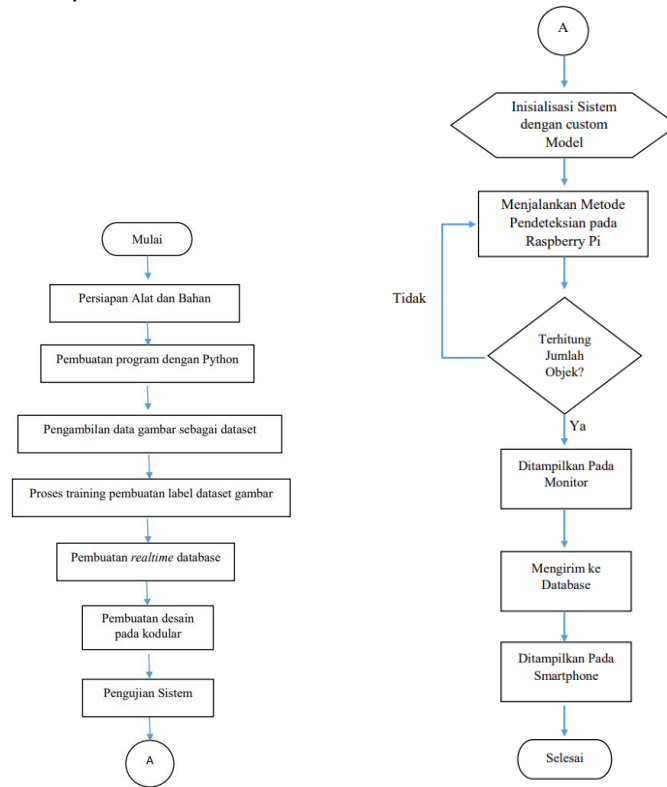 Mulai
Persiapan Alat dan Bahan
Pembuatan program dengan Python
Pengambilan data gambar sebagai dataset
Proses training pembuatan label dataset gambar
Pembuatan realtime database
Pembuatan desain
pada kodular
Pengujian Sistem
A
A
Inisialisasi Sistem
dengan custom
Model
Menjalankan Metode
Pendeteksian pada
Raspberry Pi
Tidak
Terhitung
Jumlah
Objek?
Ya
Ditampilkan Pada
Monitor
Mengirim ke
Database
Ditampilkan Pada
Smartphone
Selesai